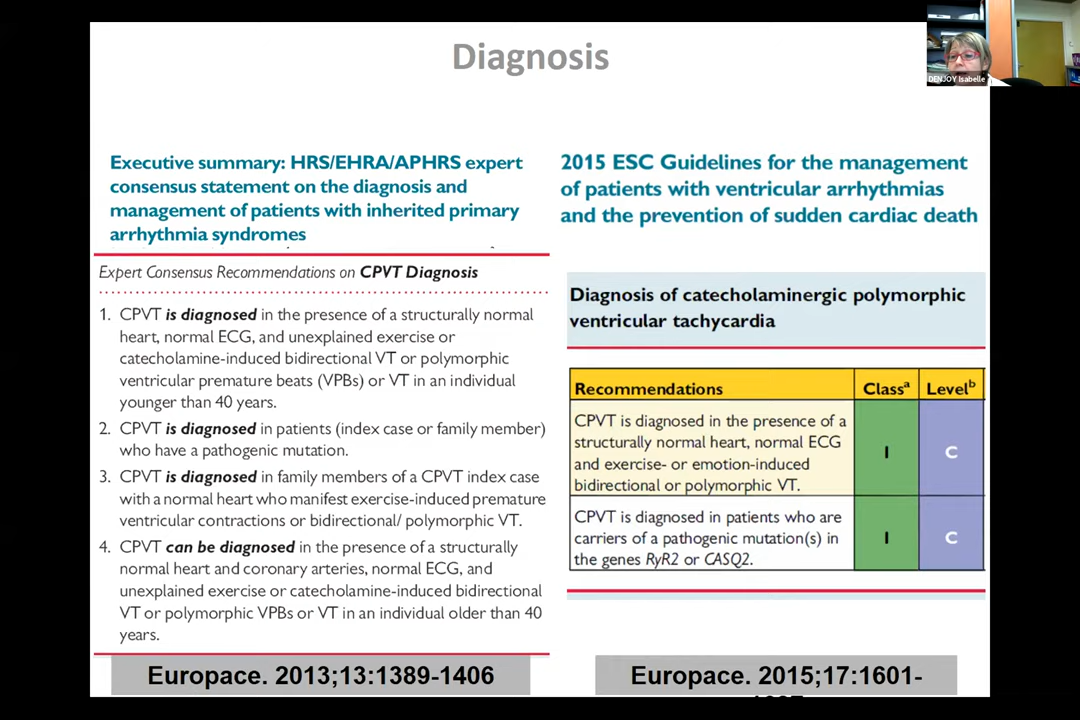 Diagnosis
DENJOY Isabelle
Executive summary: HRS/EHRA/APHRS expert
consensus statement on the diagnosis and
management of patients with inherited primary
arrhythmia syndromes
Expert Consensus Recommendations on CPVT Diagnosis
1. CPVT is diagnosed in the presence of a structurally normal
heart, normal ECG, and unexplained exercise or
catecholamine-induced bidirectional VT or polymorphic
ventricular premature beats (VPBs) or VT in an individual
younger than 40 years.
2. CPVT is diagnosed in patients (index case or family member)
who have a pathogenic mutation.
3. CPVT is diagnosed in family members of a CPVT index case
with a normal heart who manifest exercise-induced premature
ventricular contractions or bidirectional/ polymorphic VT.
4. CPVT can be diagnosed in the presence of a structurally
normal heart and coronary arteries, normal ECG, and
unexplained exercise or catecholamine-induced bidirectional
VT or polymorphic VPBs or VT in an individual older than 40
years.
Europace. 2013;13:1389-1406
2015 ESC Guidelines for the management
of patients with ventricular arrhythmias
and the prevention of sudden cardiac death
Diagnosis of catecholaminergic polymorphic
ventricular tachycardia
Recommendations Classa Levelb
CPVT is diagnosed in the presence of a
structurally normal heart, normal ECG
and exercise- or emotion-induced
bidirectional or polymorphic VT.
I C
CPVT is diagnosed in patients who are
carriers of a pathogenic mutation(s) in
the genes RyR2 or CASQ2.
I C
Europace. 2015;17:1601-